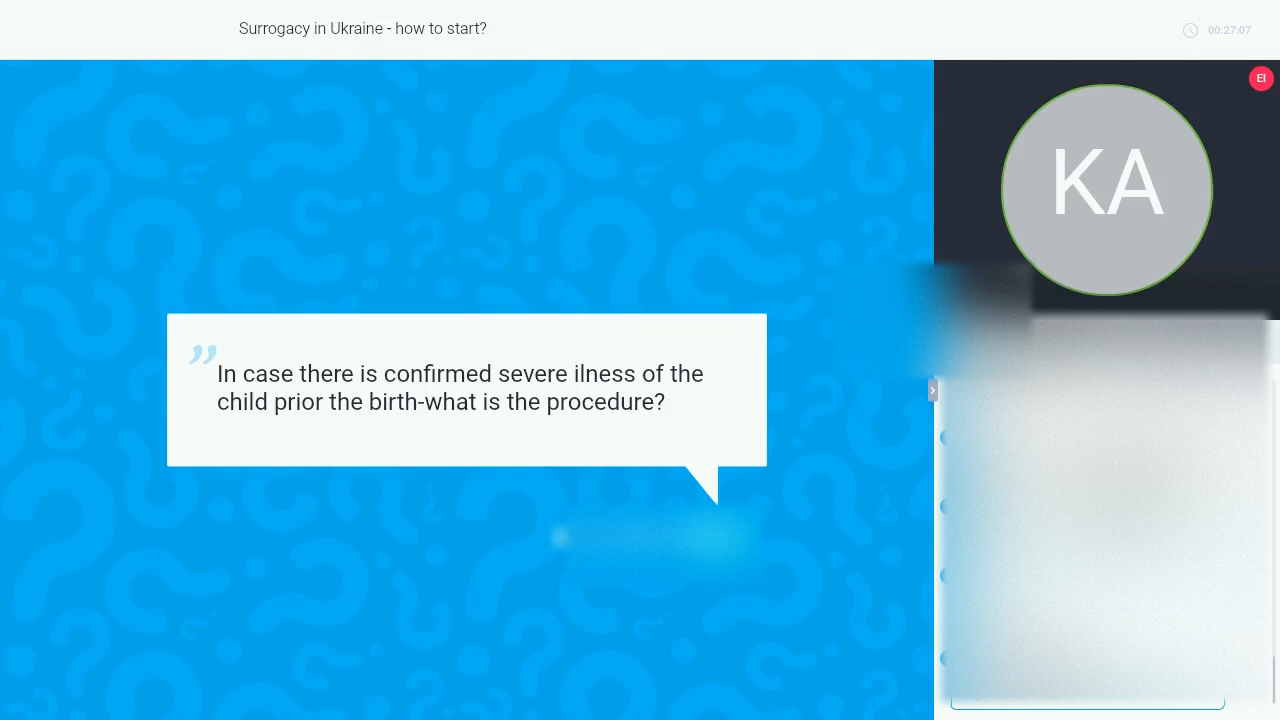 Surrogacy in Ukraine - how to start?
00:27:07
EI
KA
”
In case there is confirmed severe ilness of the
child prior the birth-what is the procedure?